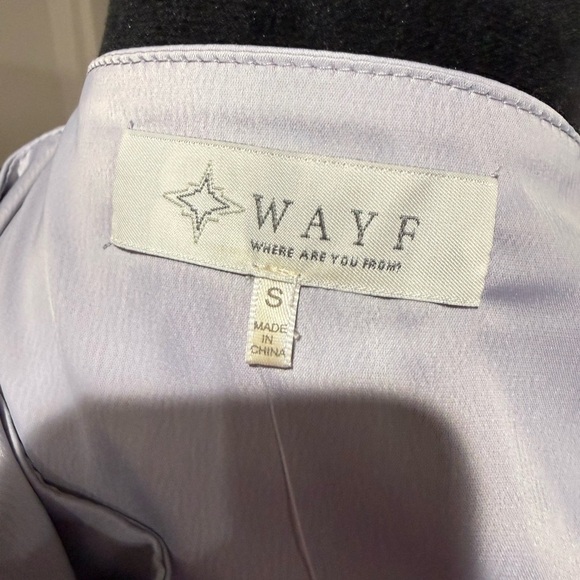 WAYF
WHERE ARE YOU FROM?
S
MADE
IN
CHINA